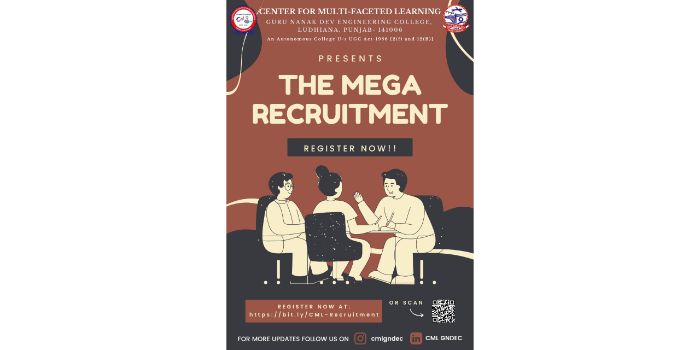 CENTER FOR MULTI-FACETED LEARNING
GURU NANAK DEV ENGINEERING COLLEGE,
LUDHIANA, PUNJAB- 141006
An Autonomous College U/s UGC Act-1956 [2(f) and 12(B)]
PRESENTS
THE MEGA
RECRUITMENT
REGISTER NOW!!
REGISTER NOW AT:
https://bit.ly/CML-Recruitment
OR SCAN
FOR MORE UPDATES FOLLOW US ON cmlgndec in CML GNDEC